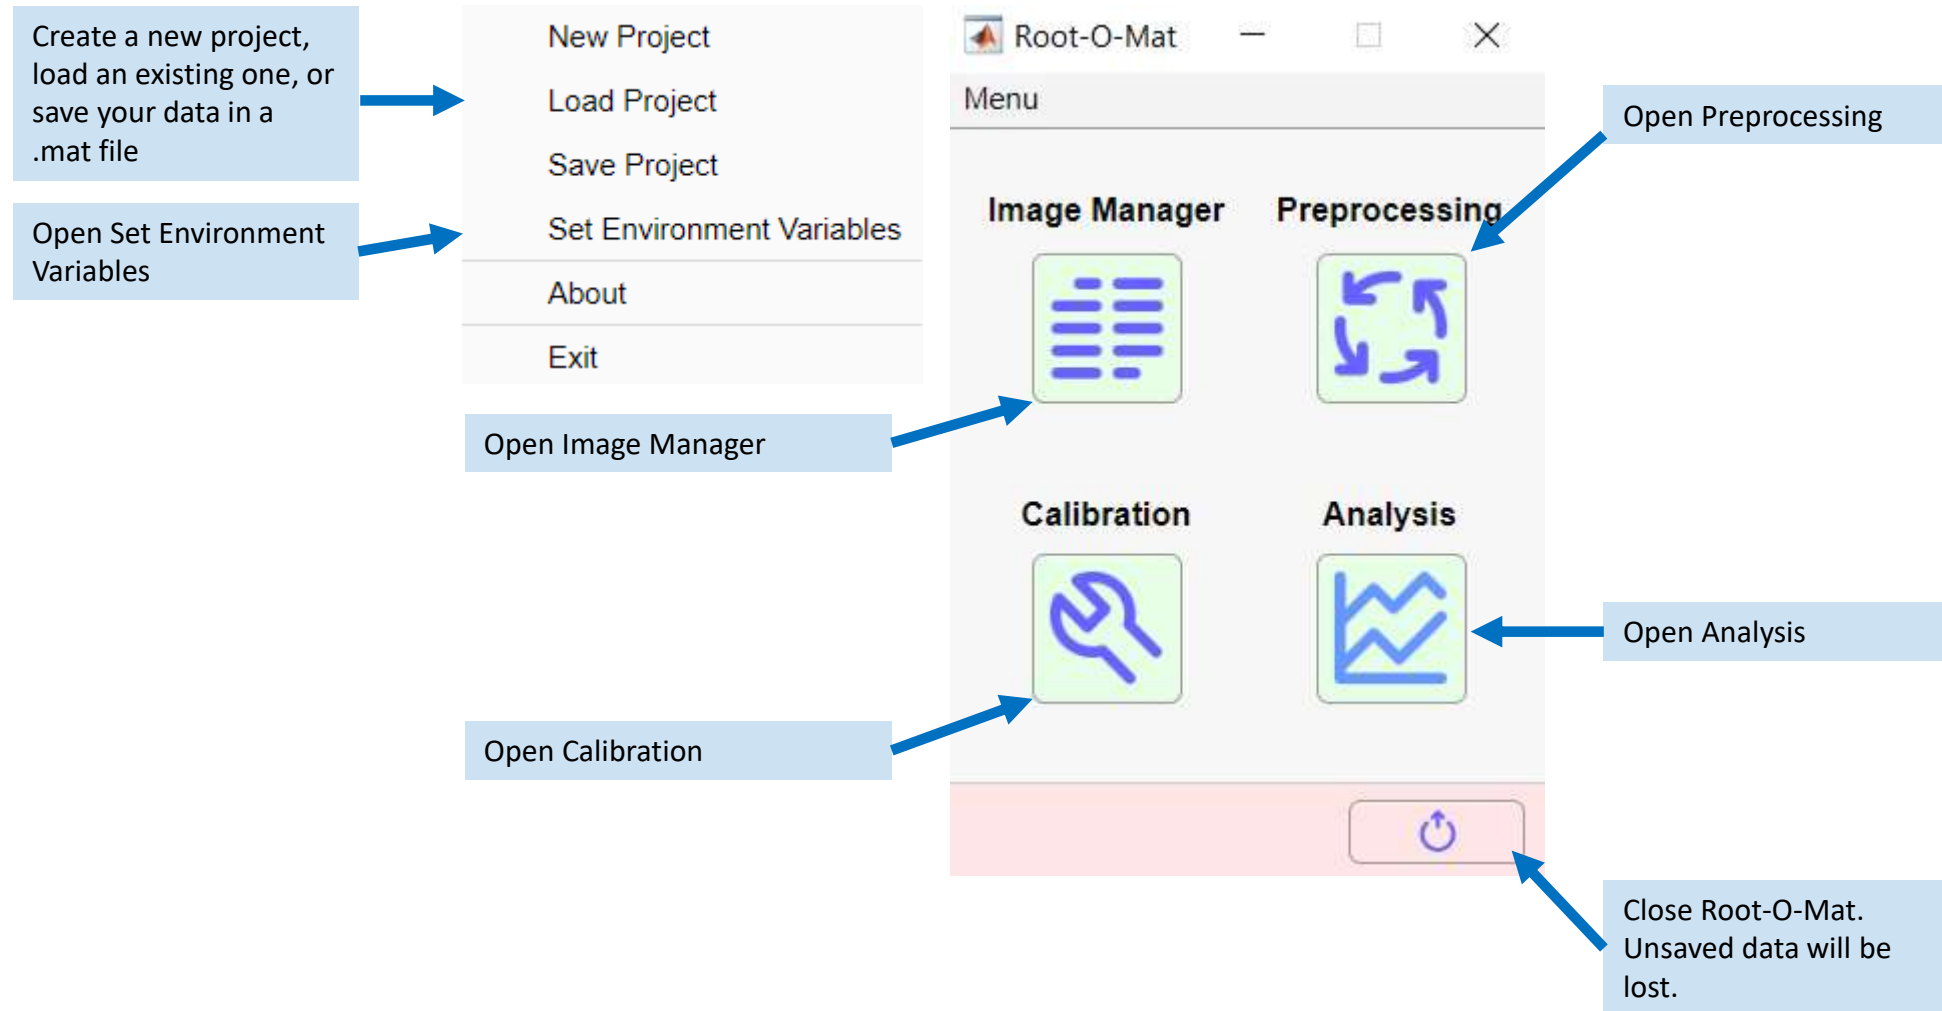 Create a new project,
load an existing one, or
save your data in a
.mat file
Open Set Environment
Variables
New Project
Load Project
Save Project
Set Environment Variables
About
Exit
Open Image Manager
Open Calibration
Root-O-Mat
Menu
Image Manager
Preprocessing
Calibration
Analysis
Open Preprocessing
Open Analysis
Close Root-O-Mat.
Unsaved data will be
lost.